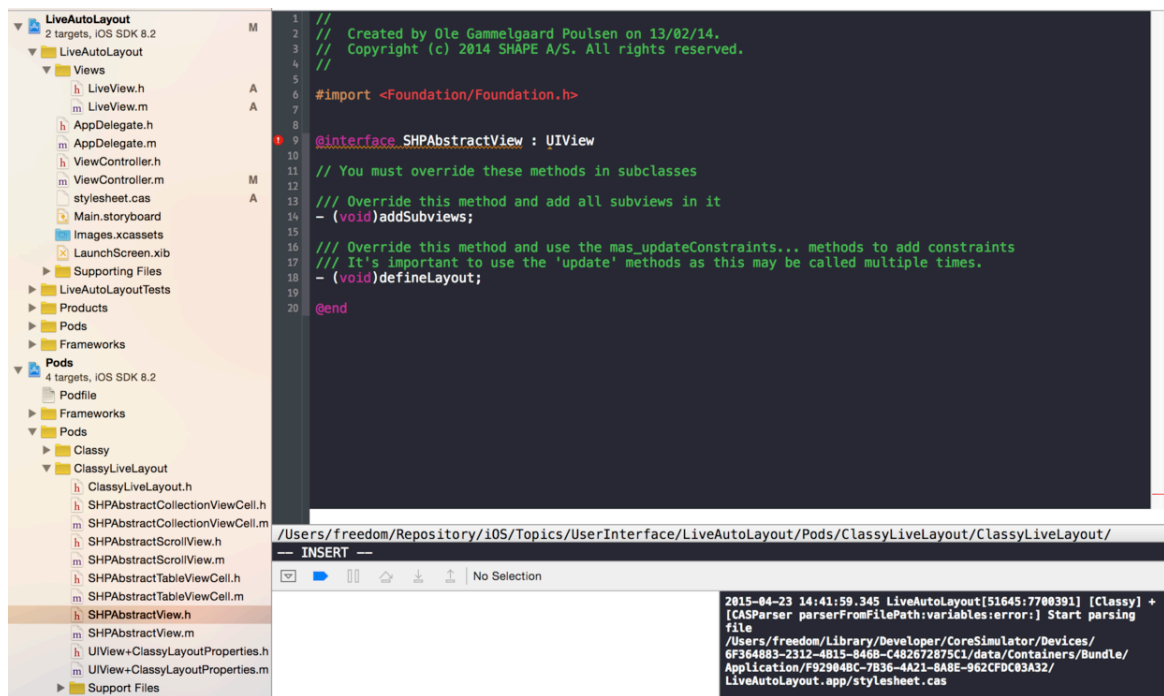 LiveAutoLayout
2 targets, iOS SDK 8.2
M
LiveAutoLayout
Views
LiveView.h
A
LiveView.m
A
AppDelegate.h
AppDelegate.m
ViewController.h
ViewController.m
M
stylesheet.cas
A
Main.storyboard
Images.xcassets
LaunchScreen.xib
Supporting Files
LiveAutoLayoutTests
Products
Pods
Frameworks
Pods
4 targets, iOS SDK 8.2
Podfile
Frameworks
Pods
Classy
ClassyLiveLayout
ClassyLiveLayout.h
SHPAbstractCollectionViewCell.h
SHPAbstractCollectionViewCell.m
SHPAbstractScrollView.h
SHPAbstractScrollView.m
SHPAbstractTableViewCell.h
SHPAbstractTableViewCell.m
SHPAbstractView.h
SHPAbstractView.m
UIView+ClassyLayoutProperties.h
UIView+ClassyLayoutProperties.m
Support Files
1 //
2 //  Created by Ole Gammelgaard Poulsen on 13/02/14.
3 //  Copyright (c) 2014 SHAPE A/S. All rights reserved.
4 //
5
6 #import <Foundation/Foundation.h>
7
8
9 @interface SHPAbstractView : UIView
10
11 // You must override these methods in subclasses
12
13 /// Override this method and add all subviews in it
14 - (void)addSubviews;
15
16 /// Override this method and use the mas_updateConstraints... methods to add constraints
17 /// It's important to use the 'update' methods as this may be called multiple times.
18 - (void)defineLayout;
19
20 @end
/Users/freedom/Repository/iOS/Topics/UserInterface/LiveAutoLayout/Pods/ClassyLiveLayout/ClassyLiveLayout/
-- INSERT --
No Selection
2015-04-23 14:41:59.345 LiveAutoLayout[51645:7700391] [Classy] +
[CASParser parserFromFilePath:variables:error:] Start parsing
file
/Users/freedom/Library/Developer/CoreSimulator/Devices/
6F364883-2312-4B15-846B-C482672875C1/data/Containers/Bundle/
Application/F92904BC-7B36-4A21-8A8E-962CFDC03A32/
LiveAutoLayout.app/stylesheet.cas